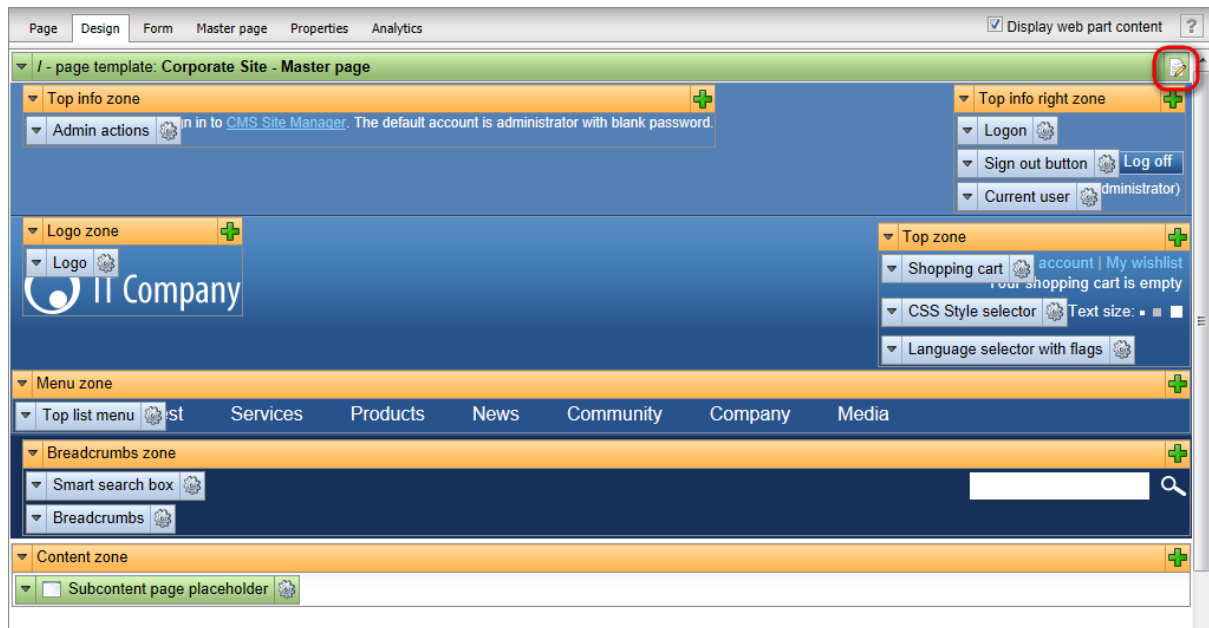 Page Design Form Master page Properties Analytics Display web part content ?
/ - page template: Corporate Site - Master page
Top info zone
Admin actions n in to CMS Site Manager. The default account is administrator with blank password.
Top info right zone
Logon
Sign out button Log off
Current user dministrator)
Logo zone
Logo
IT Company
Top zone
Shopping cart account | My wishlist
shopping cart is empty
CSS Style selector Text size:
Language selector with flags
Menu zone
Top list menu st Services Products News Community Company Media
Breadcrumbs zone
Smart search box
Breadcrumbs
Content zone
Subcontent page placeholder